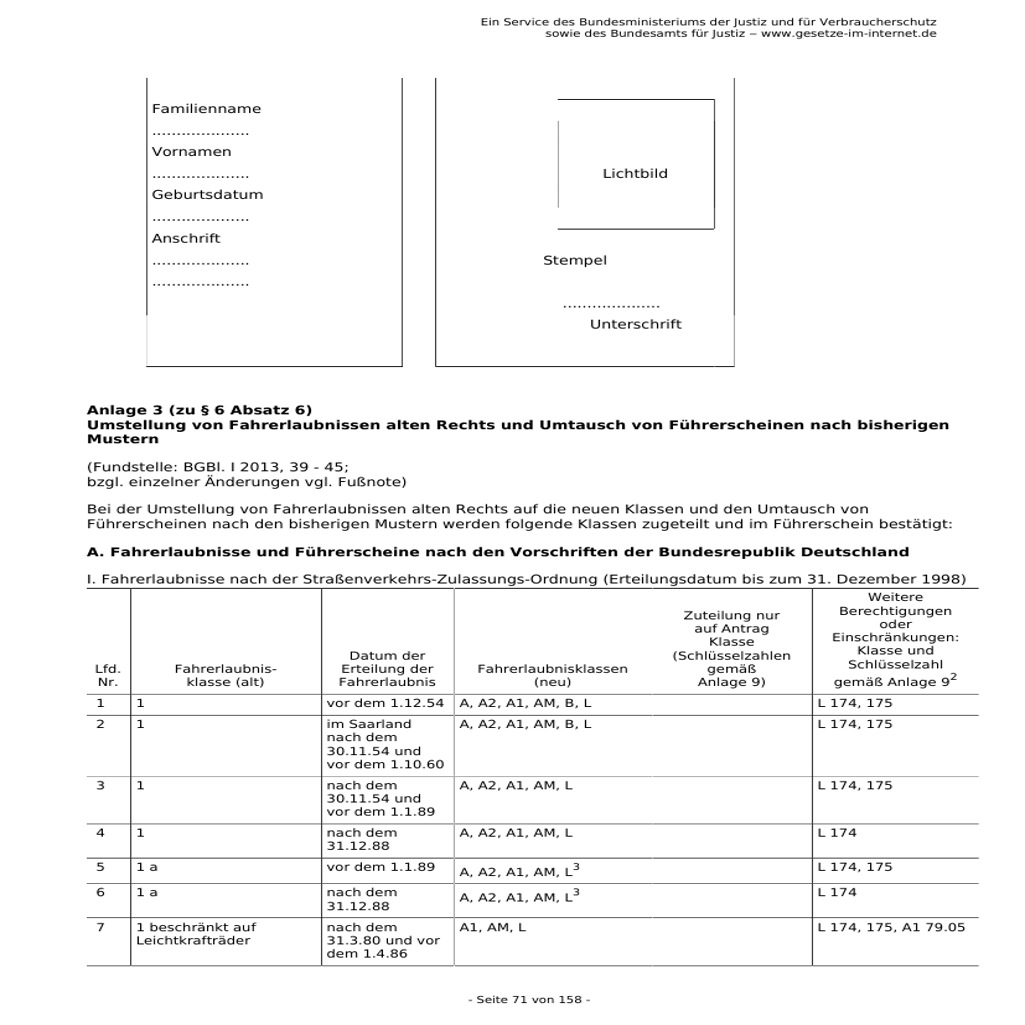 Ein Service des Bundesministeriums der Justiz und für Verbraucherschutz
sowie des Bundesamts für Justiz ‒ www.gesetze-im-internet.de
Familienname
....................
Vornamen
....................
Geburtsdatum
....................
Anschrift
....................
....................
Lichtbild
Stempel
....................
Unterschrift
Anlage 3 (zu § 6 Absatz 6)
Umstellung von Fahrerlaubnissen alten Rechts und Umtausch von Führerscheinen nach bisherigen
Mustern
(Fundstelle: BGBl. I 2013, 39 - 45;
bzgl. einzelner Änderungen vgl. Fußnote)
Bei der Umstellung von Fahrerlaubnissen alten Rechts auf die neuen Klassen und den Umtausch von
Führerscheinen nach den bisherigen Mustern werden folgende Klassen zugeteilt und im Führerschein bestätigt:
A. Fahrerlaubnisse und Führerscheine nach den Vorschriften der Bundesrepublik Deutschland
I. Fahrerlaubnisse nach der Straßenverkehrs-Zulassungs-Ordnung (Erteilungsdatum bis zum 31. Dezember 1998)
Lfd.
Nr.
Fahrerlaubnis-
klasse (alt)
Datum der
Erteilung der
Fahrerlaubnis
Fahrerlaubnisklassen
(neu)
Zuteilung nur
auf Antrag
Klasse
(Schlüsselzahlen
gemäß
Anlage 9)
Weitere
Berechtigungen
oder
Einschränkungen:
Klasse und
Schlüsselzahl
gemäß Anlage 9²
1 1 vor dem 1.12.54 A, A2, A1, AM, B, L L 174, 175
2 1 im Saarland A, A2, A1, AM, B, L L 174, 175
nach dem
30.11.54 und
vor dem 1.10.60
3 1 nach dem A, A2, A1, AM, L L 174, 175
30.11.54 und
vor dem 1.1.89
4 1 nach dem A, A2, A1, AM, L L 174
31.12.88
5 1 a vor dem 1.1.89 A, A2, A1, AM, L³ L 174, 175
6 1 a nach dem A, A2, A1, AM, L³ L 174
31.12.88
7 1 beschränkt auf nach dem A1, AM, L L 174, 175, A1 79.05
Leichtkrafträder 31.3.80 und vor
dem 1.4.86
- Seite 71 von 158 -